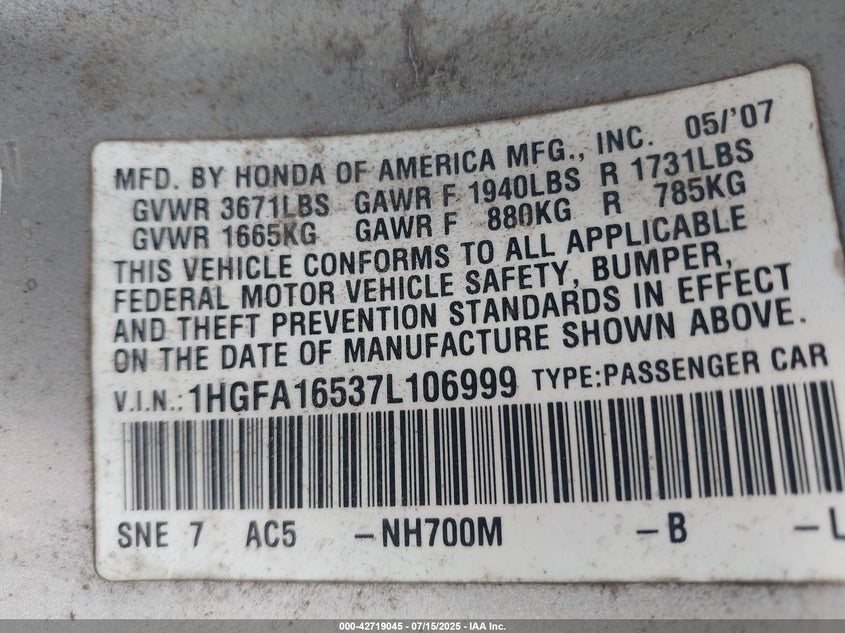 MFD. BY HONDA OF AMERICA MFG., INC. 05/'07
GVWR 3671LBS GAWR F 1940LBS R 1731LBS
GVWR 1665KG GAWR F 880KG R 785KG
THIS VEHICLE CONFORMS TO ALL APPLICABLE
FEDERAL MOTOR VEHICLE SAFETY, BUMPER,
AND THEFT PREVENTION STANDARDS IN EFFECT
ON THE DATE OF MANUFACTURE SHOWN ABOVE.
V.I.N.: 1HGFA16537L106999 TYPE:PASSENGER CAR
SNE 7 AC5 -NH700M -B -L
000-42719045 - 07/15/2025 - IAA Inc.